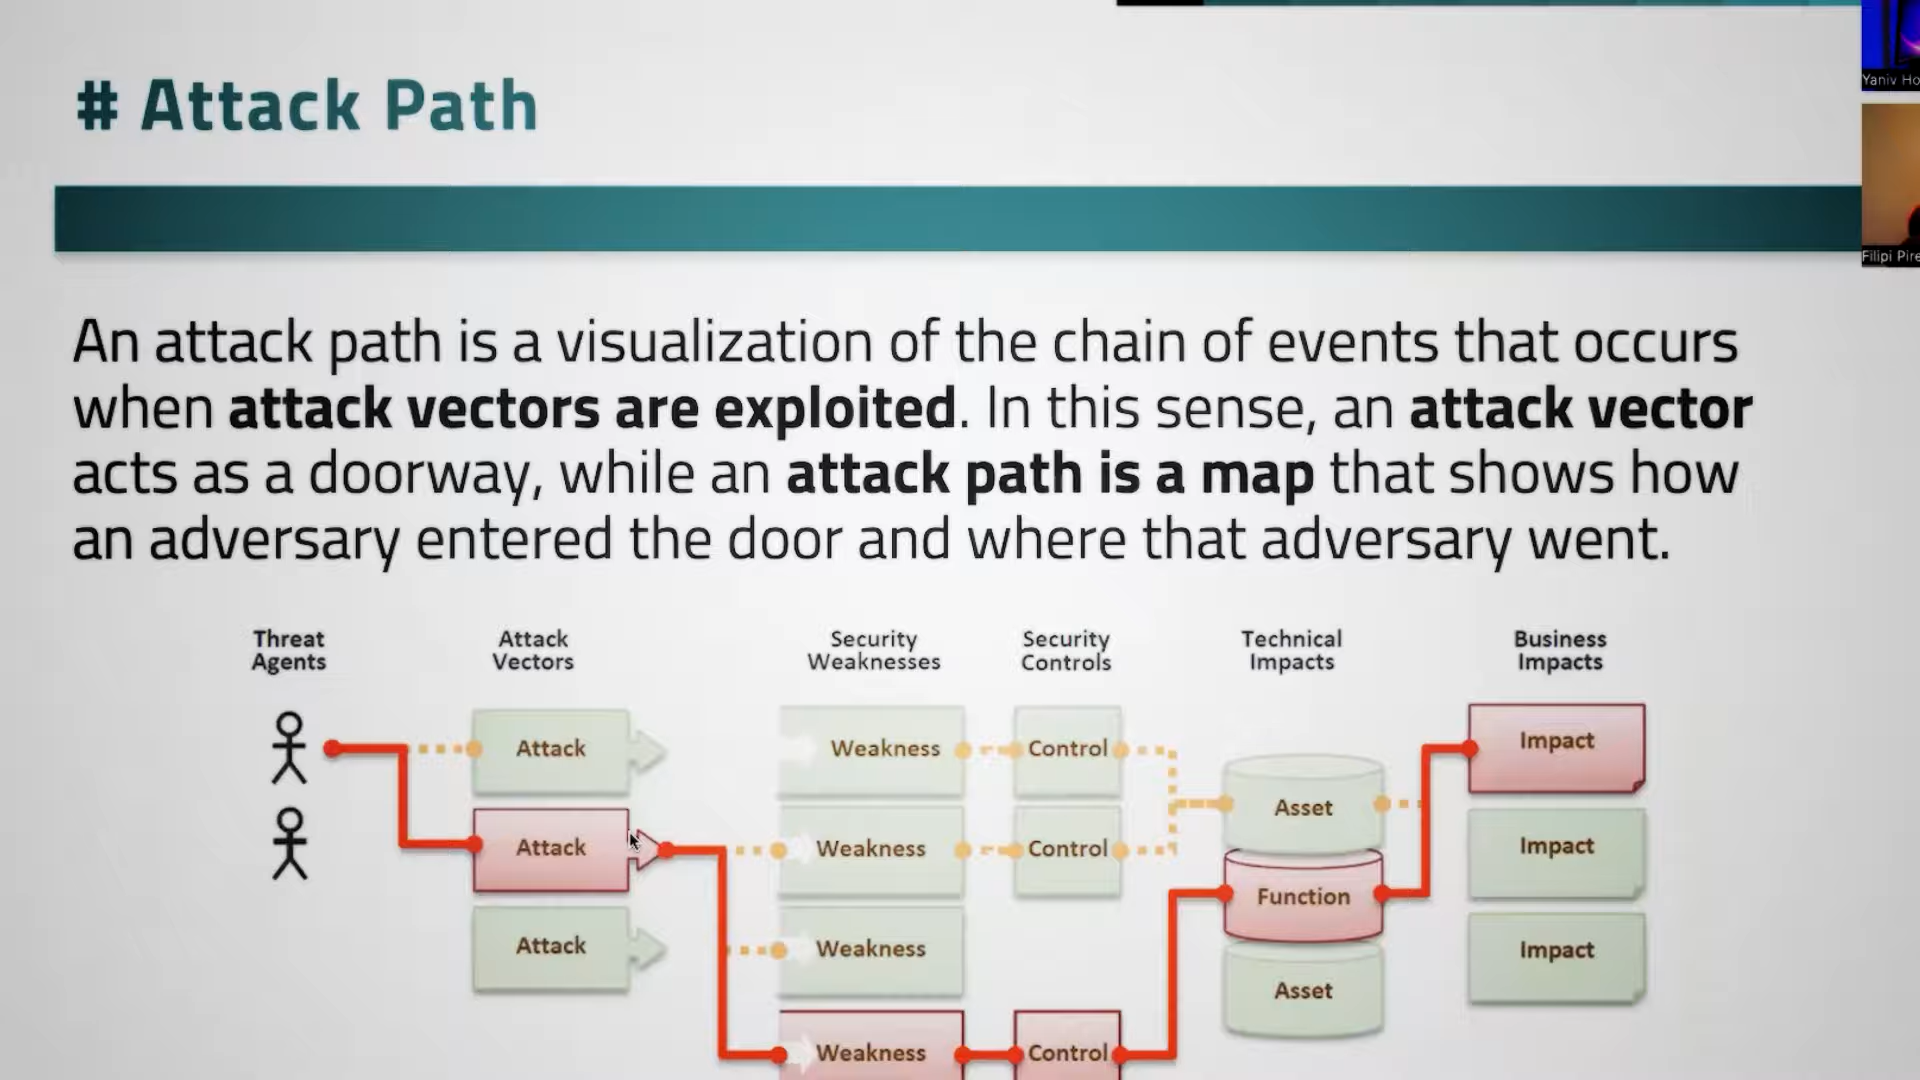 # Attack Path
Yaniv Ho
Filipi Pire
An attack path is a visualization of the chain of events that occurs
when attack vectors are exploited. In this sense, an attack vector
acts as a doorway, while an attack path is a map that shows how
an adversary entered the door and where that adversary went.
Threat
Agents
Attack
Vectors
Security
Weaknesses
Security
Controls
Technical
Impacts
Business
Impacts
Attack
Attack
Attack
Weakness
Weakness
Weakness
Weakness
Control
Control
Control
Asset
Function
Asset
Impact
Impact
Impact